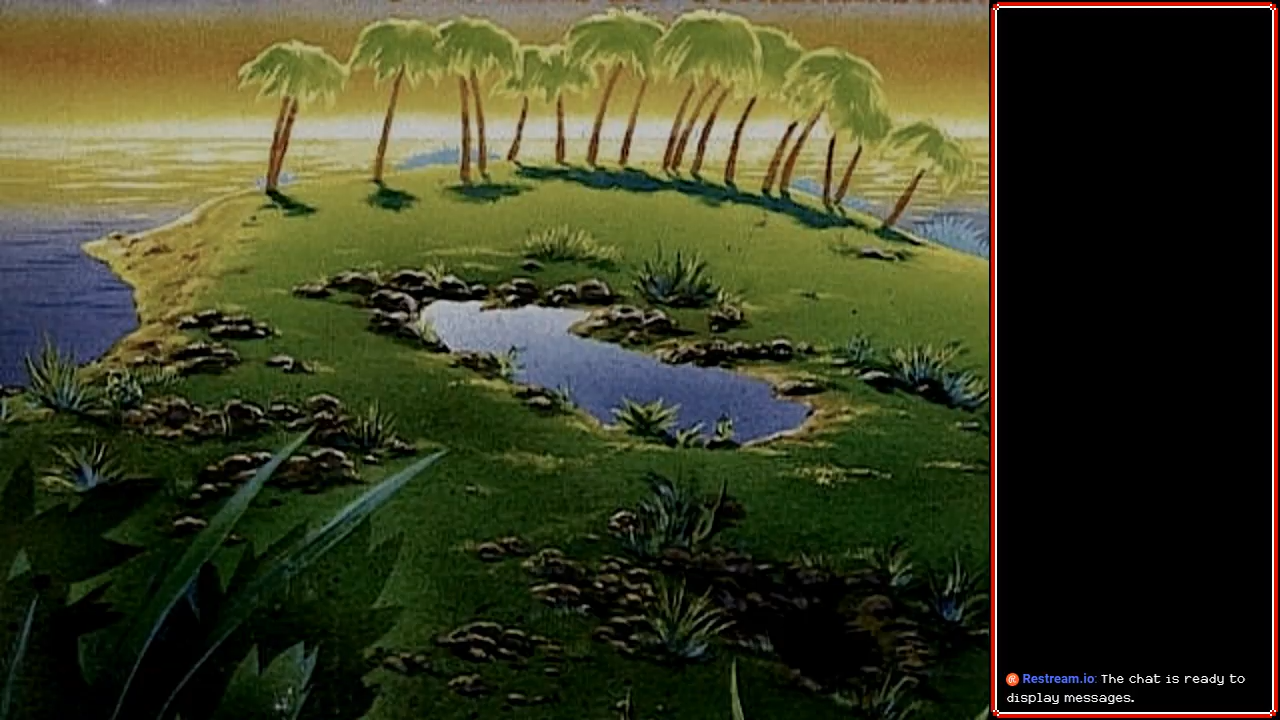 Restream.io: The chat is ready to
display messages.